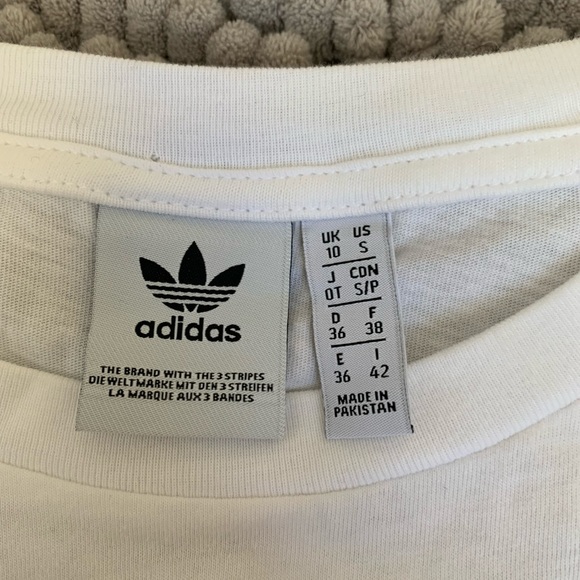 adidas
THE BRAND WITH THE 3 STRIPES
DIE WELTMARKE MIT DEN 3 STREIFEN
LA MARQUE AUX 3 BANDES
UK US
10 S
J CDN
OT S/P
D F
36 38
E I
36 42
MADE IN
PAKISTAN